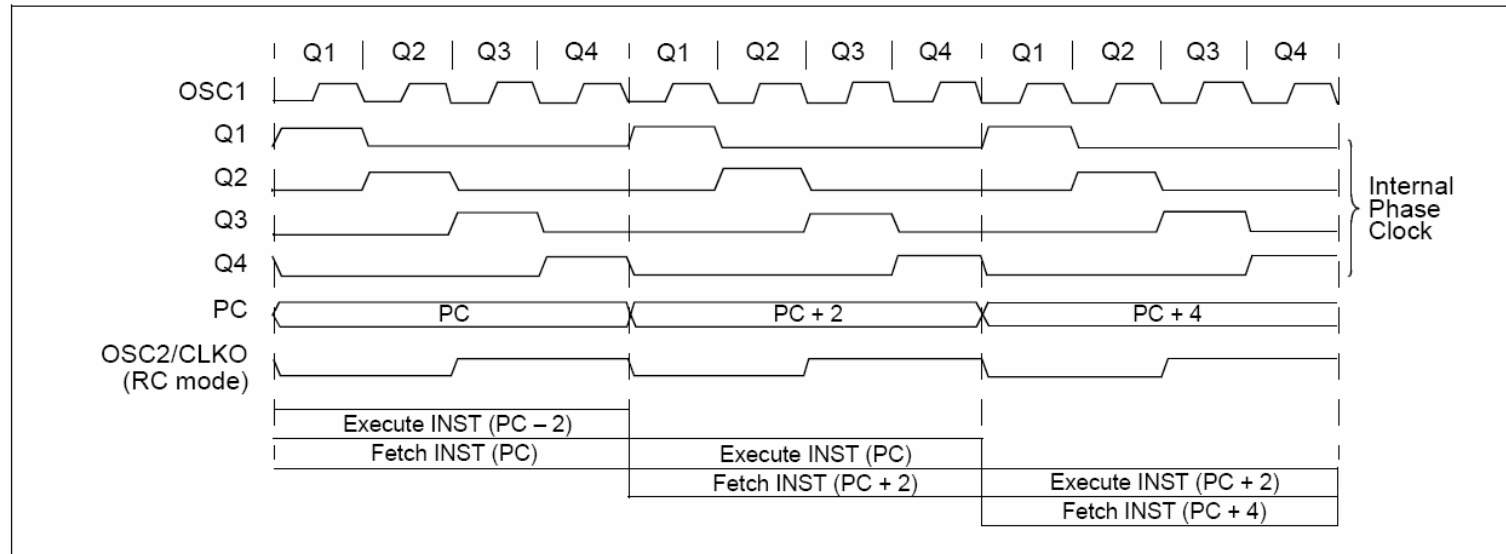 Q1 | Q2 | Q3 | Q4 | Q1 | Q2 | Q3 | Q4 | Q1 | Q2 | Q3 | Q4
OSC1
Q1
Q2
Q3
Q4
Internal
Phase
Clock
PC PC PC + 2 PC + 4
OSC2/CLKO
(RC mode)
Execute INST (PC – 2)
Fetch INST (PC) Execute INST (PC)
Fetch INST (PC + 2) Execute INST (PC + 2)
Fetch INST (PC + 4)